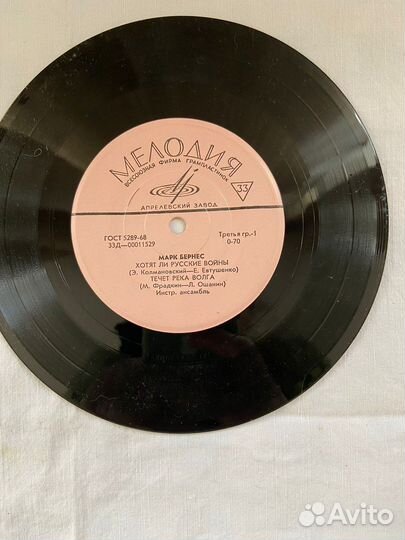 МЕЛОДИЯ
ВСЕСОЮЗНАЯ ФИРМА ГРАМПЛАСТИНОК
33
АПРЕЛЕВСКИЙ ЗАВОД
ГОСТ 5289-68
33Д—00011529
Третья гр.-1
0-70
МАРК БЕРНЕС
ХОТЯТ ЛИ РУССКИЕ ВОЙНЫ
(Э. Колмановский—Е. Евтушенко)
ТЕЧЕТ РЕКА ВОЛГА
(М. Фрадкин—Л. Ошанин)
Инстр. ансамбль
Avito